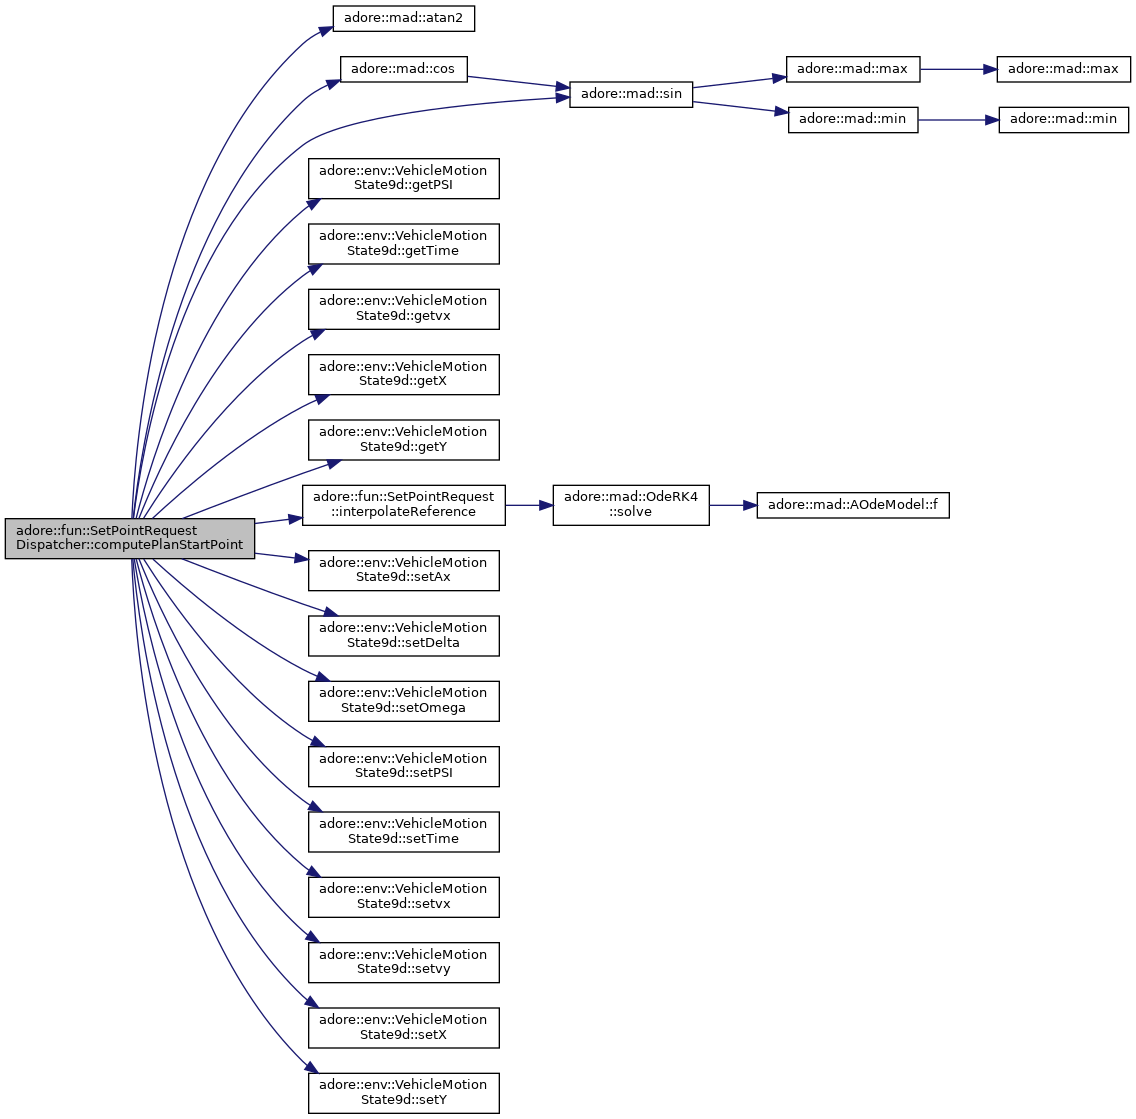 adore::mad::atan2
adore::mad::cos
adore::mad::max
adore::mad::max
adore::mad::sin
adore::mad::min
adore::mad::min
adore::env::VehicleMotion
State9d::getPSI
adore::env::VehicleMotion
State9d::getTime
adore::env::VehicleMotion
State9d::getvx
adore::env::VehicleMotion
State9d::getX
adore::env::VehicleMotion
State9d::getY
adore::fun::SetPointRequest
::interpolateReference
adore::mad::OdeRK4
::solve
adore::mad::AOdeModel::f
adore::fun::SetPointRequest
Dispatcher::computePlanStartPoint
adore::env::VehicleMotion
State9d::setAx
adore::env::VehicleMotion
State9d::setDelta
adore::env::VehicleMotion
State9d::setOmega
adore::env::VehicleMotion
State9d::setPSI
adore::env::VehicleMotion
State9d::setTime
adore::env::VehicleMotion
State9d::setvx
adore::env::VehicleMotion
State9d::setvy
adore::env::VehicleMotion
State9d::setX
adore::env::VehicleMotion
State9d::setY